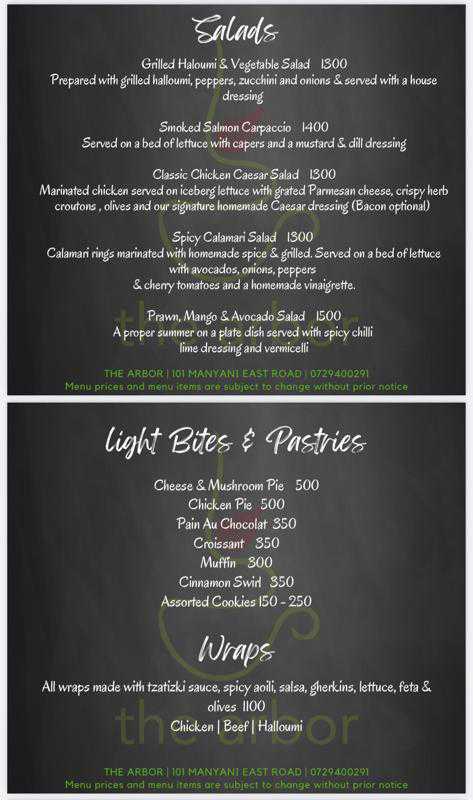 Salads
Grilled Haloumi & Vegetable Salad 1300
Prepared with grilled halloumi, peppers, zucchini and onions & served with a house
dressing
Smoked Salmon Carpaccio 1400
Served on a bed of lettuce with capers and a mustard & dill dressing
Classic Chicken Caesar Salad 1300
Marinated chicken served on iceberg lettuce with grated Parmesan cheese, crispy herb
croutons , olives and our signature homemade Caesar dressing (Bacon optional)
Spicy Calamari Salad 1300
Calamari rings marinated with homemade spice & grilled. Served on a bed of lettuce
with avocados, onions, peppers
& cherry tomatoes and a homemade vinaigrette.
Prawn, Mango & Avocado Salad 1500
A proper summer on a plate dish served with spicy chilli
lime dressing and vermicelli
the arbor
THE ARBOR | 101 MANYANI EAST ROAD | 0729400291
Menu prices and menu items are subject to change without prior notice
light Bites & Pastries
Cheese & Mushroom Pie 500
Chicken Pie 500
Pain Au Chocolat 350
Croissant 350
Muffin 300
Cinnamon Swirl 350
Assorted Cookies 150 - 250
Wraps
All wraps made with tzatizki sauce, spicy aoili, salsa, gherkins, lettuce, feta &
olives 1100
Chicken | Beef | Halloumi
the arbor
THE ARBOR | 101 MANYANI EAST ROAD | 0729400291
Menu prices and menu items are subject to change without prior notice